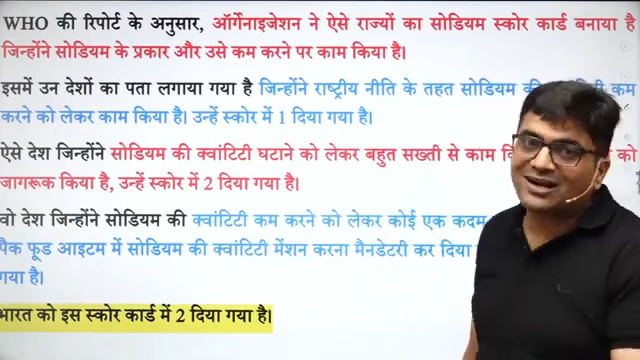 WHO की रिपोर्ट के अनुसार, ऑर्गेनाइजेशन ने ऐसे राज्यों का सोडियम स्कोर कार्ड बनाया है
जिन्होंने सोडियम के प्रकार और उसे कम करने पर काम किया है।
इसमें उन देशों का पता लगाया गया है जिन्होंने राष्ट्रीय नीति के तहत सोडियम की कम
करने को लेकर काम किया है। उन्हें स्कोर में 1 दिया गया है।
ऐसे देश जिन्होंने सोडियम की क्वांटिटी घटाने को लेकर बहुत सख्ती से काम को
जागरूक किया है, उन्हें स्कोर में 2 दिया गया है।
वो देश जिन्होंने सोडियम की क्वांटिटी कम करने को लेकर कोई एक कदम
पैक फूड आइटम में सोडियम की क्वांटिटी मेंशन करना मैनडेटरी कर दिया
गया है।
भारत को इस स्कोर कार्ड में 2 दिया गया है।